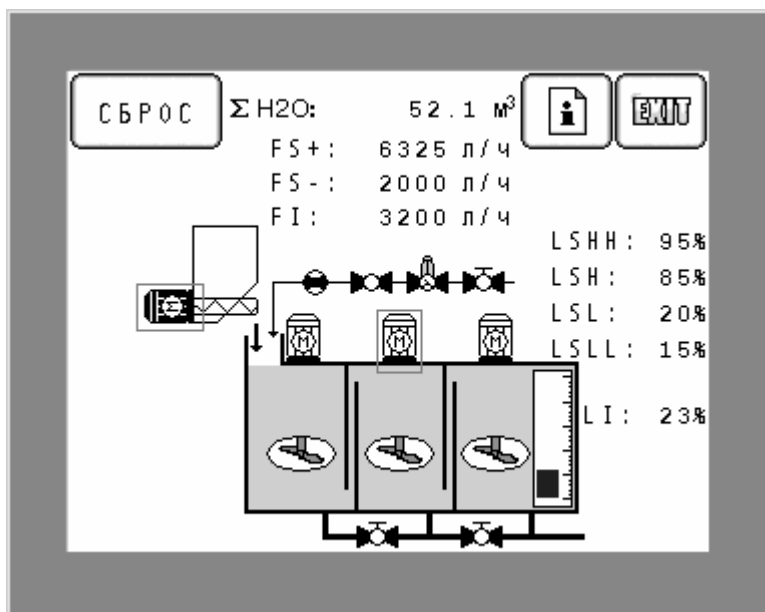 СБРОС
Σ H2O: 52.1 м³
EXIT
FS+: 6325 л/ч
FS-: 2000 л/ч
FI: 3200 л/ч
LSHH: 95%
LSH: 85%
LSL: 20%
LSLL: 15%
LI: 23%
Σ
M
M
M